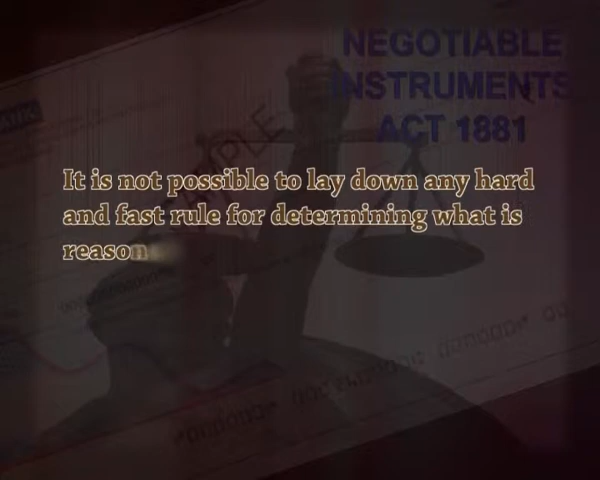 NEGOTIABLE
INSTRUMENTS
ACT 1881
SAMPLE
It is not possible to lay down any hard
and fast rule for determining what is
reason